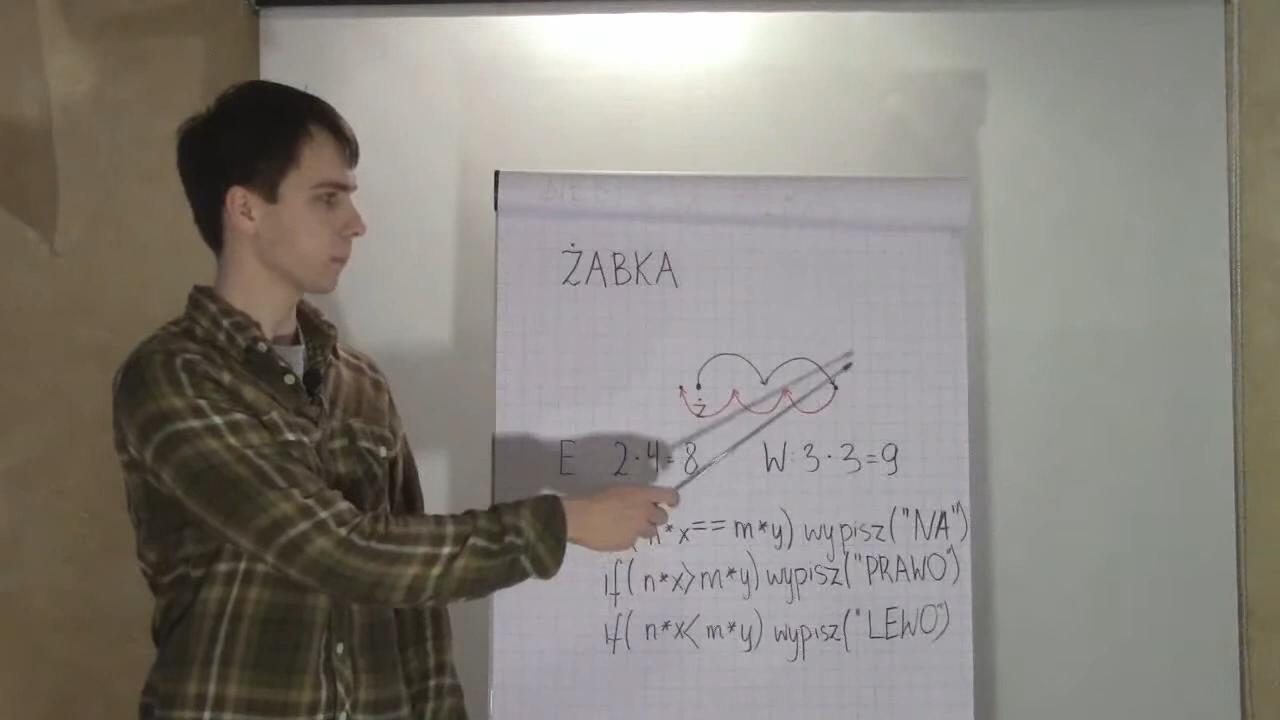 ŻABKA
Ż
E 2·4=8 W: 3·3=9
n*x==m*y) wypisz("NA")
if( n*x>m*y) wypisz("PRAWO")
if( n*x<m*y) wypisz("LEWO")